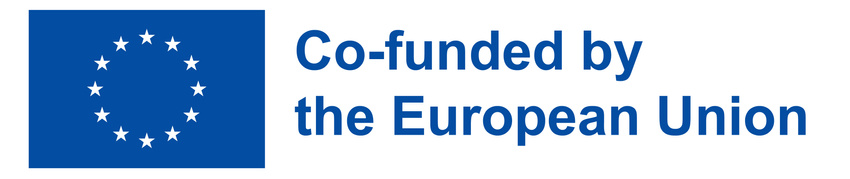 Co-funded by
the European Union